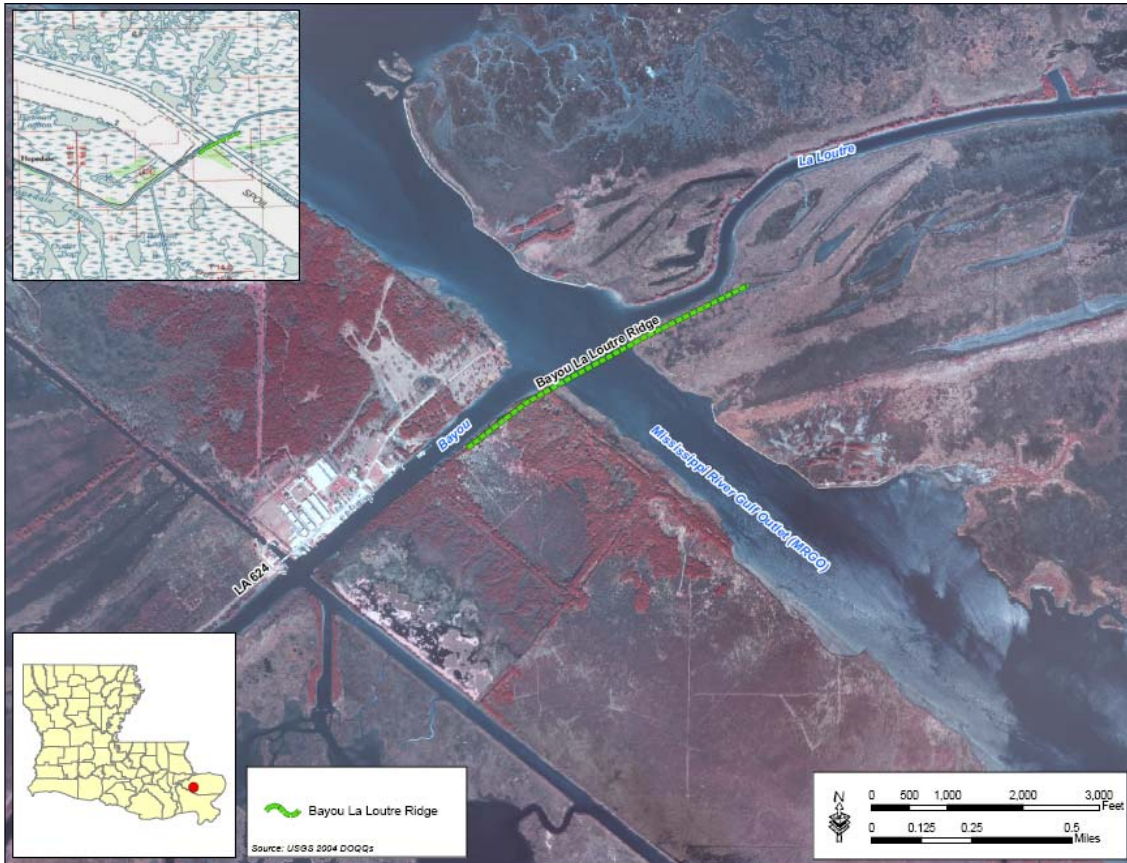 Hopedale
SPOIL
La Loutre
Bayou La Loutre Ridge
Bayou
Mississippi River Gulf Outlet (MRGO)
LA 624
Bayou La Loutre Ridge
Source: USGS 2004 DOQQs
N
0 500 1,000 2,000 3,000
Feet
0 0.125 0.25 0.5
Miles